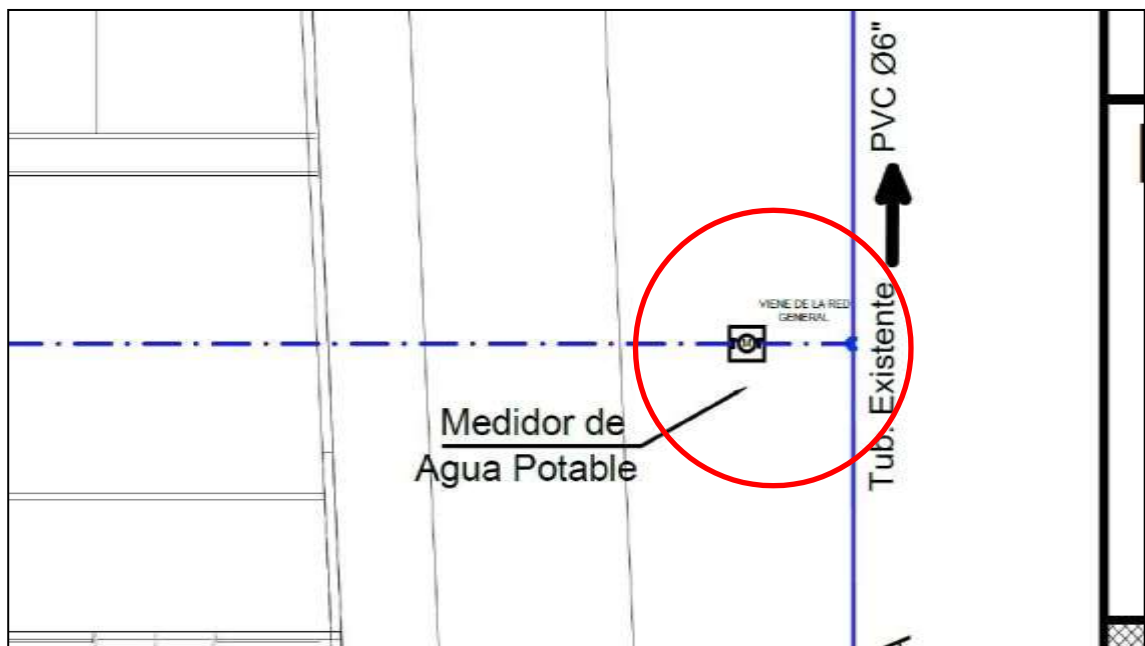 Tub. Existente PVC Ø6"
VIENE DE LA RED
GENERAL
Medidor de
Agua Potable